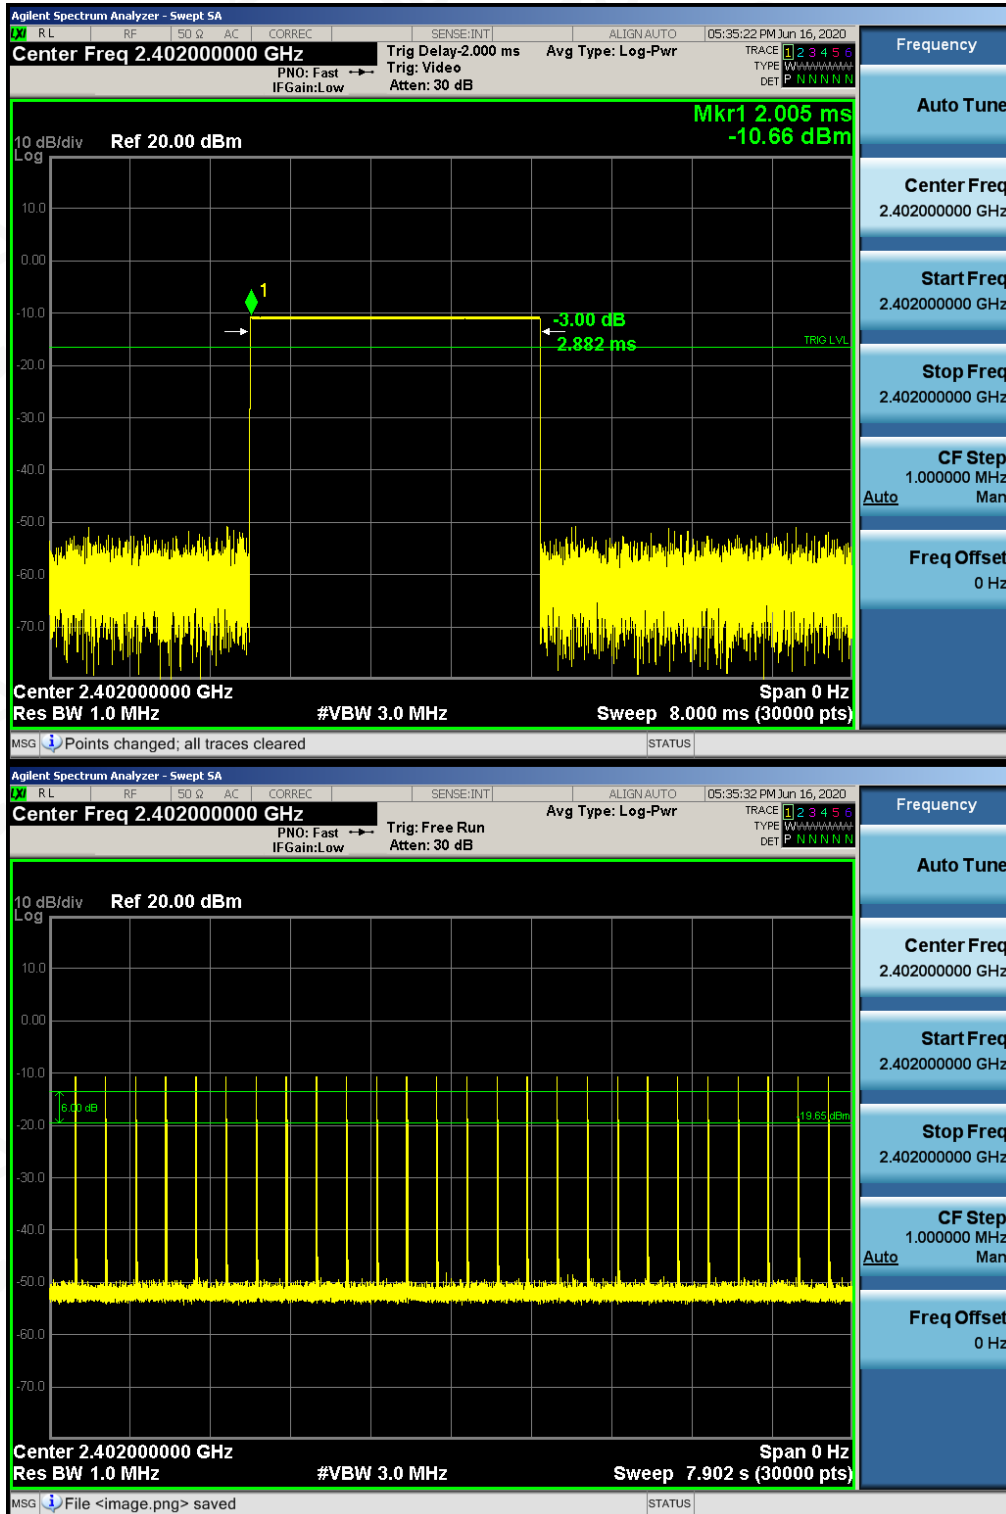 Agilent Spectrum Analyzer - Swept SA
LXI RL RF 50 Ω AC CORREC SENSE:INT ALIGN AUTO 05:35:22 PM Jun 16, 2020
Center Freq 2.402000000 GHz
Trig Delay-2.000 ms
Avg Type: Log-Pwr
TRACE 1 2 3 4 5 6
PNO: Fast
Trig: Video
TYPE WWWWWW
IFGain:Low
Atten: 30 dB
DET P N N N N N
Mkr1 2.005 ms
-10.66 dBm
10 dB/div
Ref 20.00 dBm
Log
10.0
0.00
-10.0
-20.0
-30.0
-40.0
-50.0
-60.0
-70.0
1
-3.00 dB
2.882 ms
TRIG LVL
Center 2.402000000 GHz
Span 0 Hz
Res BW 1.0 MHz
#VBW 3.0 MHz
Sweep 8.000 ms (30000 pts)
MSG Points changed; all traces cleared
STATUS
Frequency
Auto Tune
Center Freq
2.402000000 GHz
Start Freq
2.402000000 GHz
Stop Freq
2.402000000 GHz
CF Step
1.000000 MHz
Auto Man
Freq Offset
0 Hz
Agilent Spectrum Analyzer - Swept SA
LXI RL RF 50 Ω AC CORREC SENSE:INT ALIGN AUTO 05:35:32 PM Jun 16, 2020
Center Freq 2.402000000 GHz
Avg Type: Log-Pwr
TRACE 1 2 3 4 5 6
PNO: Fast
Trig: Free Run
TYPE WWWWWW
IFGain:Low
Atten: 30 dB
DET P N N N N N
10 dB/div
Ref 20.00 dBm
Log
10.0
0.00
-10.0
-20.0
-30.0
-40.0
-50.0
-60.0
-70.0
6.00 dB
-19.65 dBm
Center 2.402000000 GHz
Span 0 Hz
Res BW 1.0 MHz
#VBW 3.0 MHz
Sweep 7.902 s (30000 pts)
MSG File <image.png> saved
STATUS
Frequency
Auto Tune
Center Freq
2.402000000 GHz
Start Freq
2.402000000 GHz
Stop Freq
2.402000000 GHz
CF Step
1.000000 MHz
Auto Man
Freq Offset
0 Hz